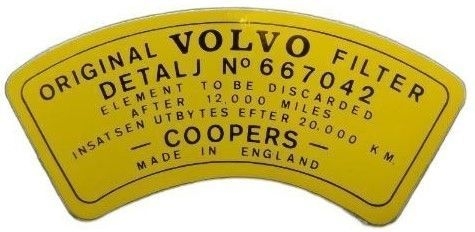 ORIGINAL VOLVO FILTER
DETALJ Nº 667042
ELEMENT TO BE DISCARDED
AFTER 12,000 MILES
INSATSEN UTBYTES EFTER 20.000 KM.
— COOPERS —
MADE IN ENGLAND